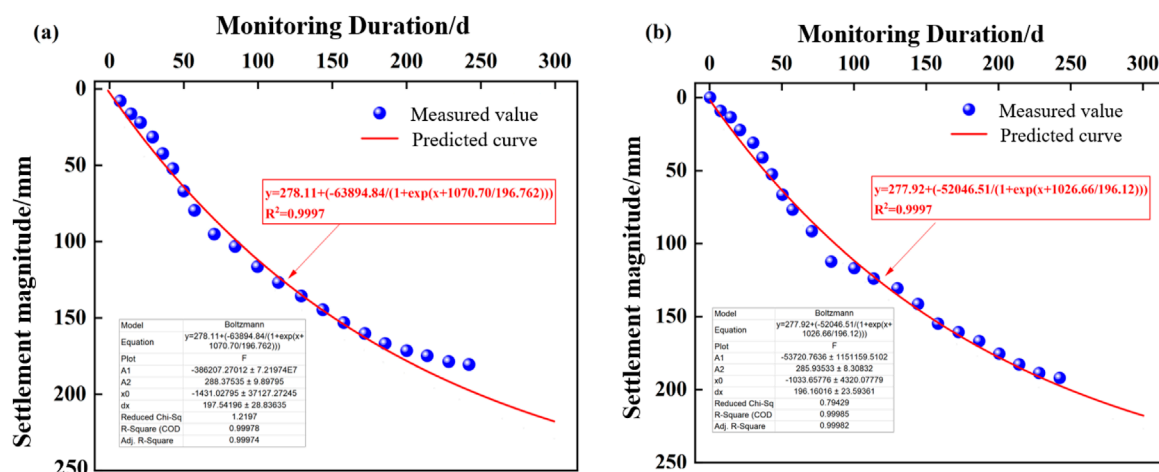 (a)
Monitoring Duration/d
0 50 100 150 200 250 300
Settlement magnitude/mm
0
50
100
150
200
250
Measured value
Predicted curve
y=278.11+(-63894.84/(1+exp(x+1070.70/196.762)))
R²=0.9997
Model Boltzmann
Equation y=278.11+(-63894.84/(1+exp(x+
1070.70/196.762)))
Plot F
A1 -386207.27012 ± 7.21974E7
A2 288.37535 ± 9.89795
x0 -1431.02795 ± 37127.27245
dx 197.54196 ± 28.83635
Reduced Chi-Sq 1.2197
R-Square (COD 0.99978
Adj. R-Square 0.99974
(b)
Monitoring Duration/d
0 50 100 150 200 250 300
Settlement magnitude/mm
0
50
100
150
200
250
Measured value
Predicted curve
y=277.92+(-52046.51/(1+exp(x+1026.66/196.12)))
R²=0.9997
Model Boltzmann
Equation y=277.92+(-52046.51/(1+exp(x+
1026.66/196.12)))
Plot F
A1 -53720.7636 ± 1151159.5102
A2 285.93533 ± 8.30832
x0 -1033.65776 ± 4320.07779
dx 196.16016 ± 23.59361
Reduced Chi-Sq 0.79429
R-Square (COD 0.99985
Adj. R-Square 0.99982